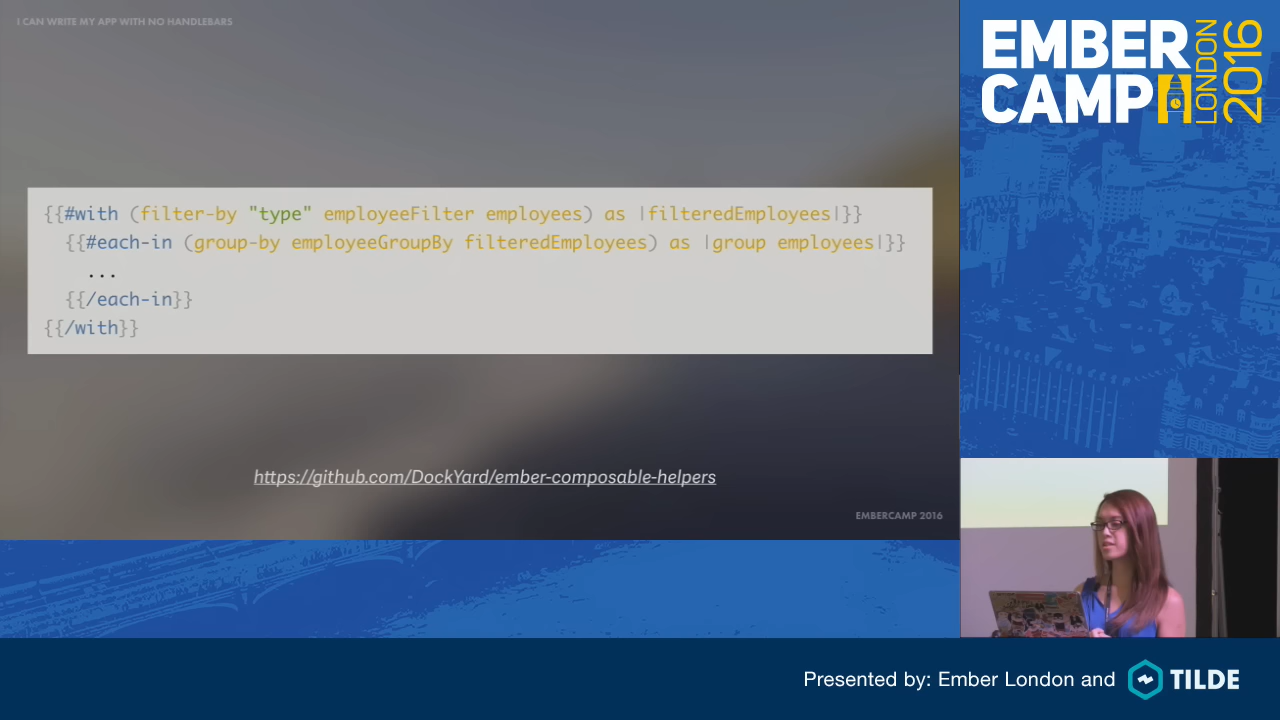 I CAN WRITE MY APP WITH NO HANDLEBARS
{{#with (filter-by "type" employeeFilter employees) as |filteredEmployees|}}
{{#each-in (group-by employeeGroupBy filteredEmployees) as |group employees|}}
...
{{/each-in}}
{{/with}}
https://github.com/DockYard/ember-composable-helpers
EMBERCAMP 2016
EMBER
CAMP
LONDON
2016
Presented by: Ember London and TILDE